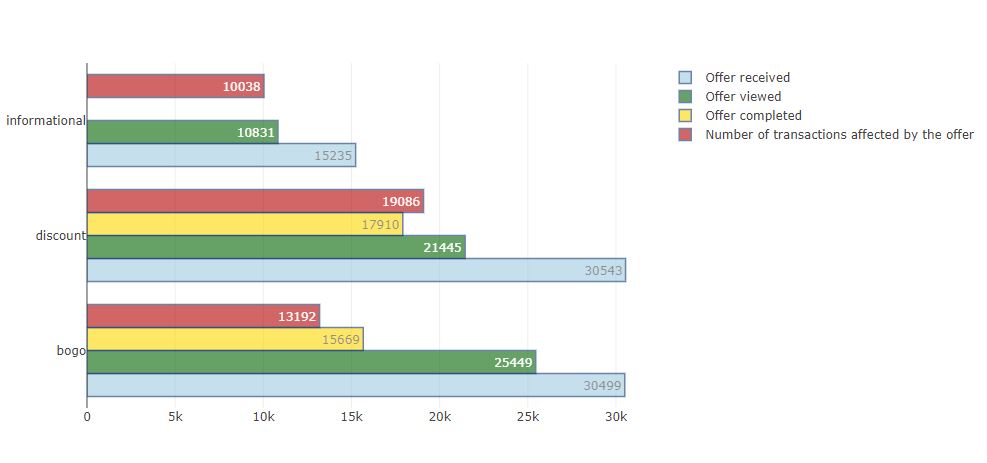 Offer received
Offer viewed
Offer completed
Number of transactions affected by the offer
10038
informational
10831
15235
19086
17910
discount
21445
30543
13192
15669
bogo
25449
30499
0 5k 10k 15k 20k 25k 30k